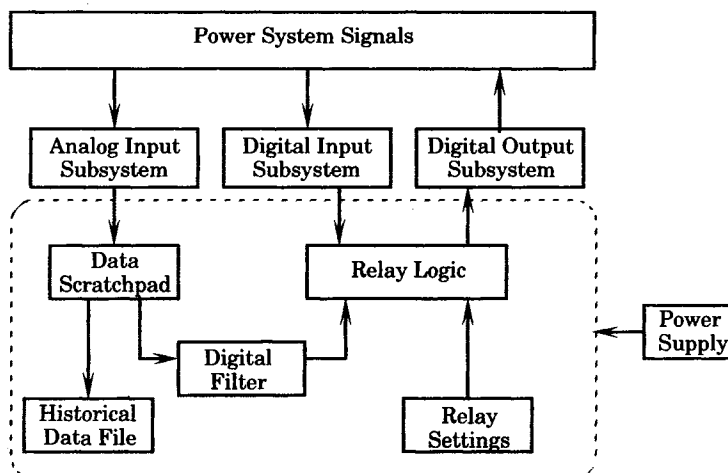 Power System Signals
Analog Input
Subsystem
Digital Input
Subsystem
Digital Output
Subsystem
Data
Scratchpad
Relay Logic
Power
Supply
Digital
Filter
Historical
Data File
Relay
Settings